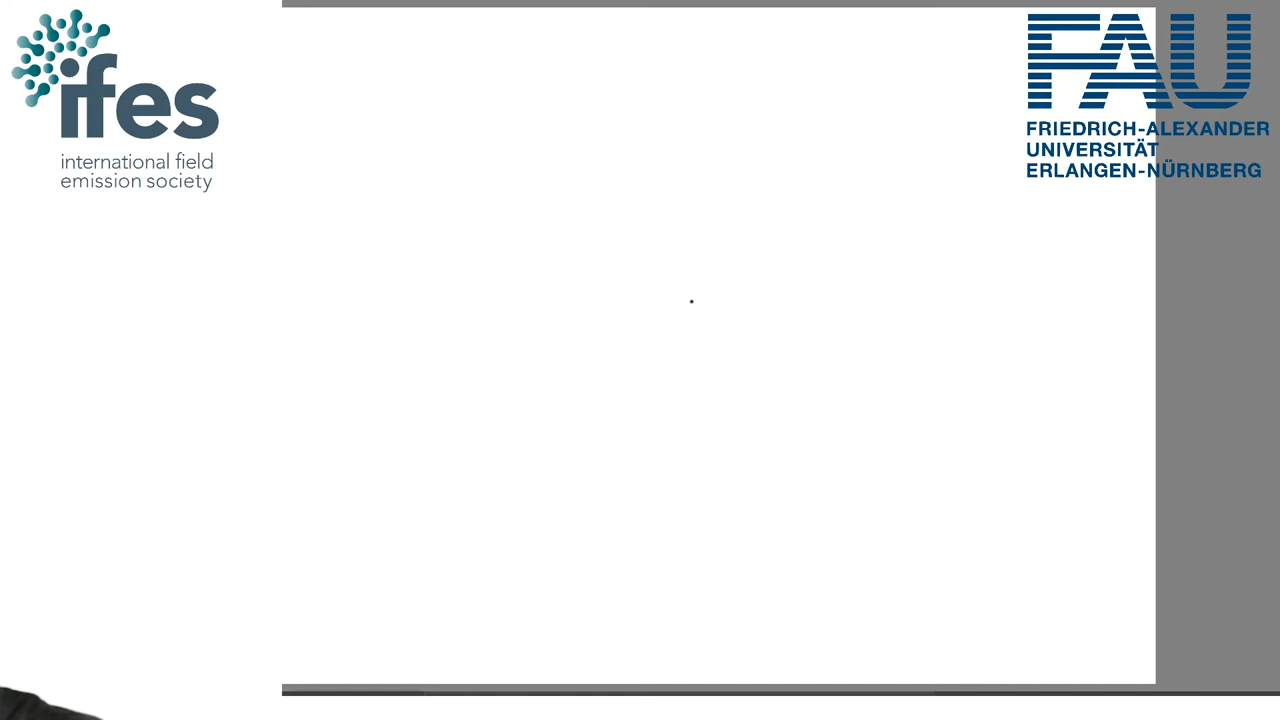 ifes
international field
emission society
FAU
FRIEDRICH-ALEXANDER
UNIVERSITÄT
ERLANGEN-NÜRNBERG